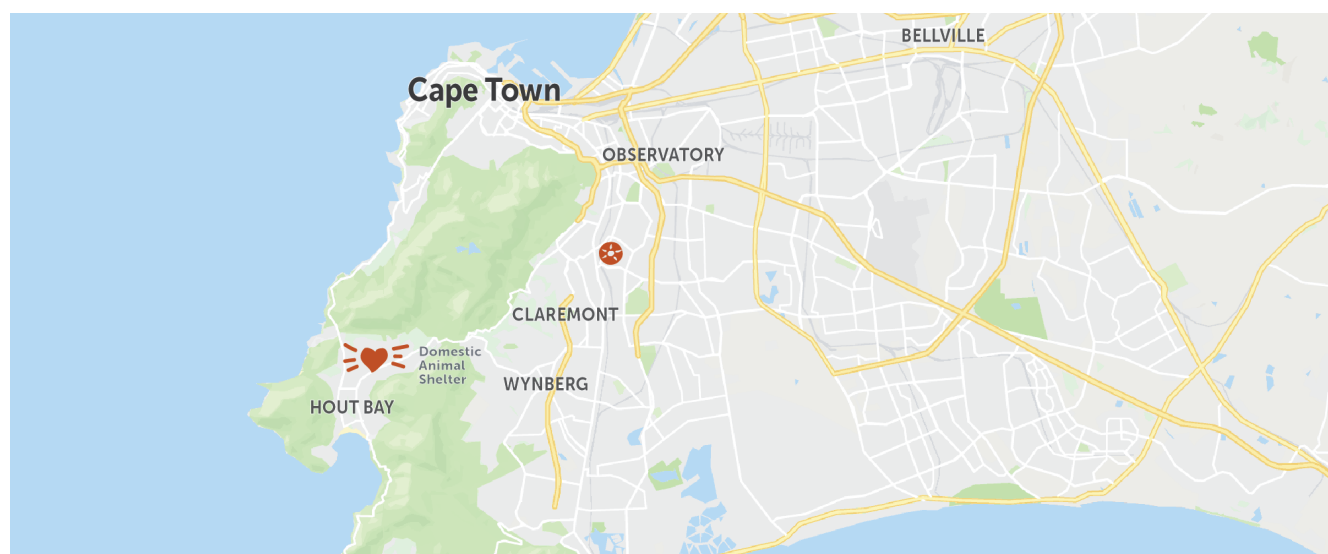 BELLVILLE
Cape Town
OBSERVATORY
CLAREMONT
Domestic
Animal
Shelter
WYNBERG
HOUT BAY